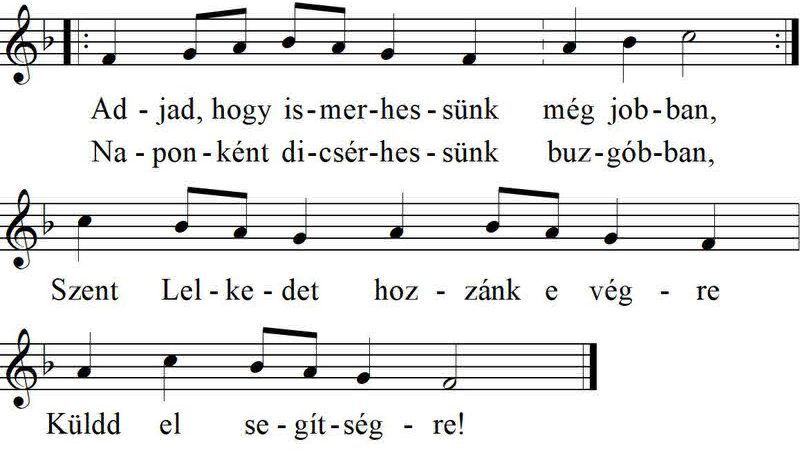 Ad - jad, hogy is - mer - hes - sünk még job - ban,
Na - pon - ként di - csér - hes - sünk buz - gób - ban,
Szent Lel - ke - det hoz - zánk e vég - re
Küldd el se - gít - ség - re!